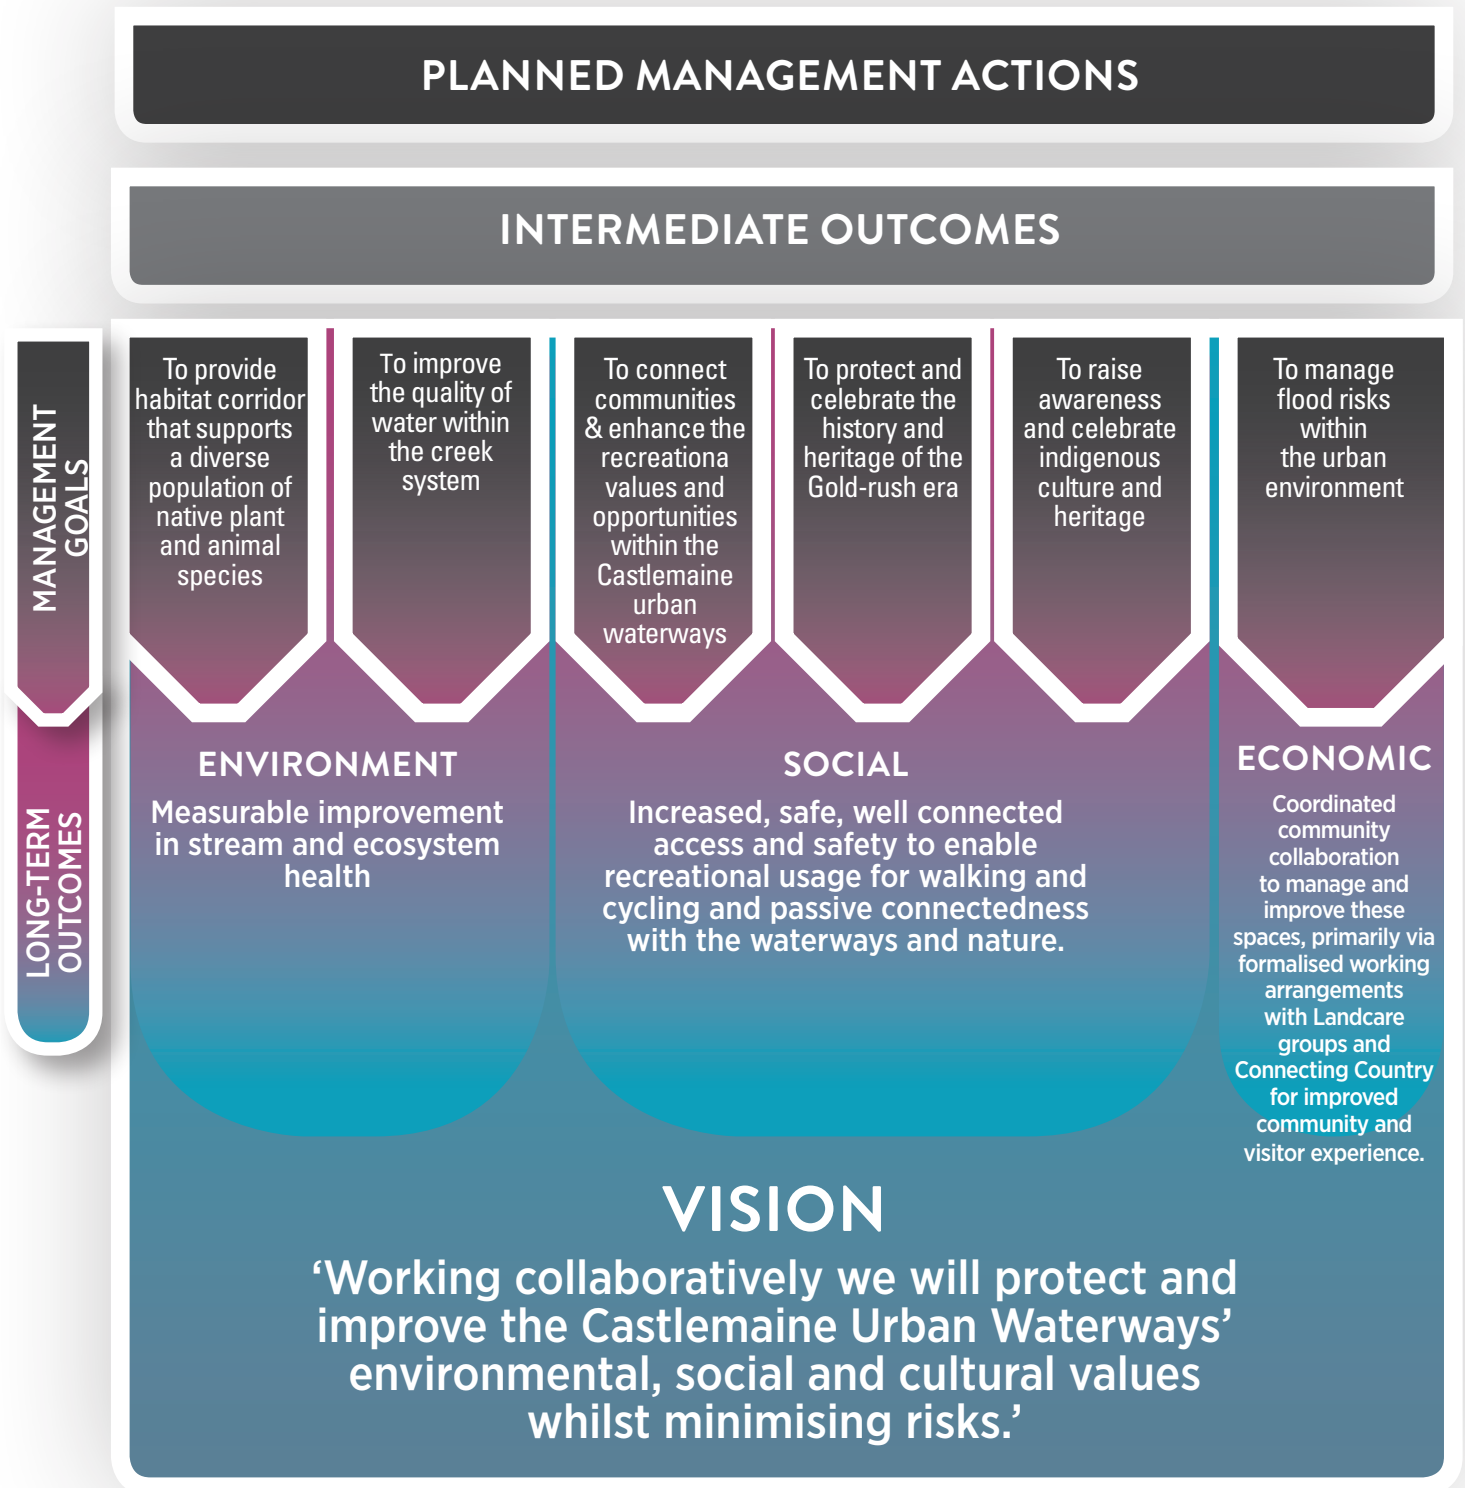 PLANNED MANAGEMENT ACTIONS
INTERMEDIATE OUTCOMES
MANAGEMENT
GOALS
To provide
habitat corridor
that supports
a diverse
population of
native plant
and animal
species
To improve
the quality of
water within
the creek
system
To connect
communities
& enhance the
recreationa
values and
opportunities
within the
Castlemaine
urban
waterways
To protect and
celebrate the
history and
heritage of the
Gold-rush era
To raise
awareness
and celebrate
indigenous
culture and
heritage
To manage
flood risks
within
the urban
environment
LONG-TERM
OUTCOMES
ENVIRONMENT
Measurable improvement
in stream and ecosystem
health
SOCIAL
Increased, safe, well connected
access and safety to enable
recreational usage for walking and
cycling and passive connectedness
with the waterways and nature.
ECONOMIC
Coordinated
community
collaboration
to manage and
improve these
spaces, primarily via
formalised working
arrangements
with Landcare
groups and
Connecting Country
for improved
community and
visitor experience.
VISION
‘Working collaboratively we will protect and
improve the Castlemaine Urban Waterways’
environmental, social and cultural values
whilst minimising risks.’